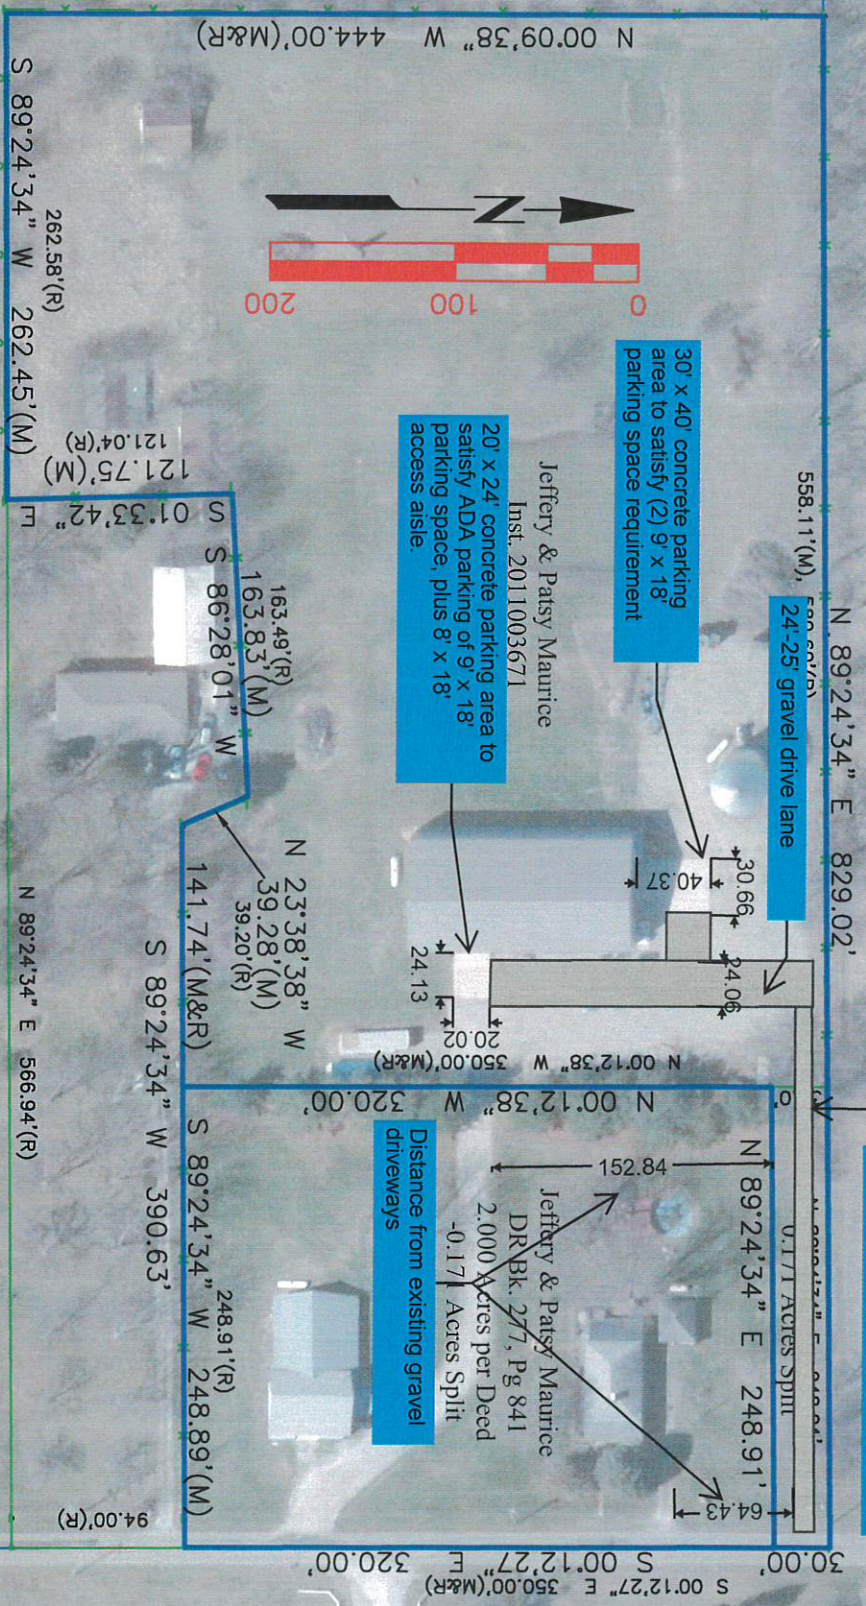 N 00°09'38" W 444.00'(M&R)
N 89°24'34" E 829.02'
558.11'(M),
24'-25' gravel drive lane
30' x 40' concrete parking
area to satisfy (2) 9' x 18'
parking space requirement
20' x 24' concrete parking area to
satisfy ADA parking of 9' x 18'
parking space, plus 8' x 18'
access aisle.
Jeffery & Patsy Maurice
Inst. 2011003671
N
0
100
200
30.66
40.37
24.06
24.13
20.02
N 00°12'38" W 350.00'(M&R)
N 00°12'38" W 320.00'
0.171 Acres Split
N 89°24'34" E 248.91'
152.84
64.43
Jeffery & Patsy Maurice
DR Bk. 277, Pg 841
2.000 Acres per Deed
-0.171 Acres Split
Distance from existing gravel
driveways
30.00'
S 00°12'27" E 320.00'
S 00°12'27" E 350.00'(M&R)
262.58'(R)
S 89°24'34" W 262.45'(M)
121.04'(R)
121.75'(M)
S 01°33'42" E
163.49'(R)
163.83'(M)
S 86°28'01" W
N 23°38'38" W
39.28'(M)
39.20'(R)
141.74'(M&R)
S 89°24'34" W 390.63'
248.91'(R)
S 89°24'34" W 248.89'(M)
94.00'(R)
N 89°24'34" E 566.94'(R)